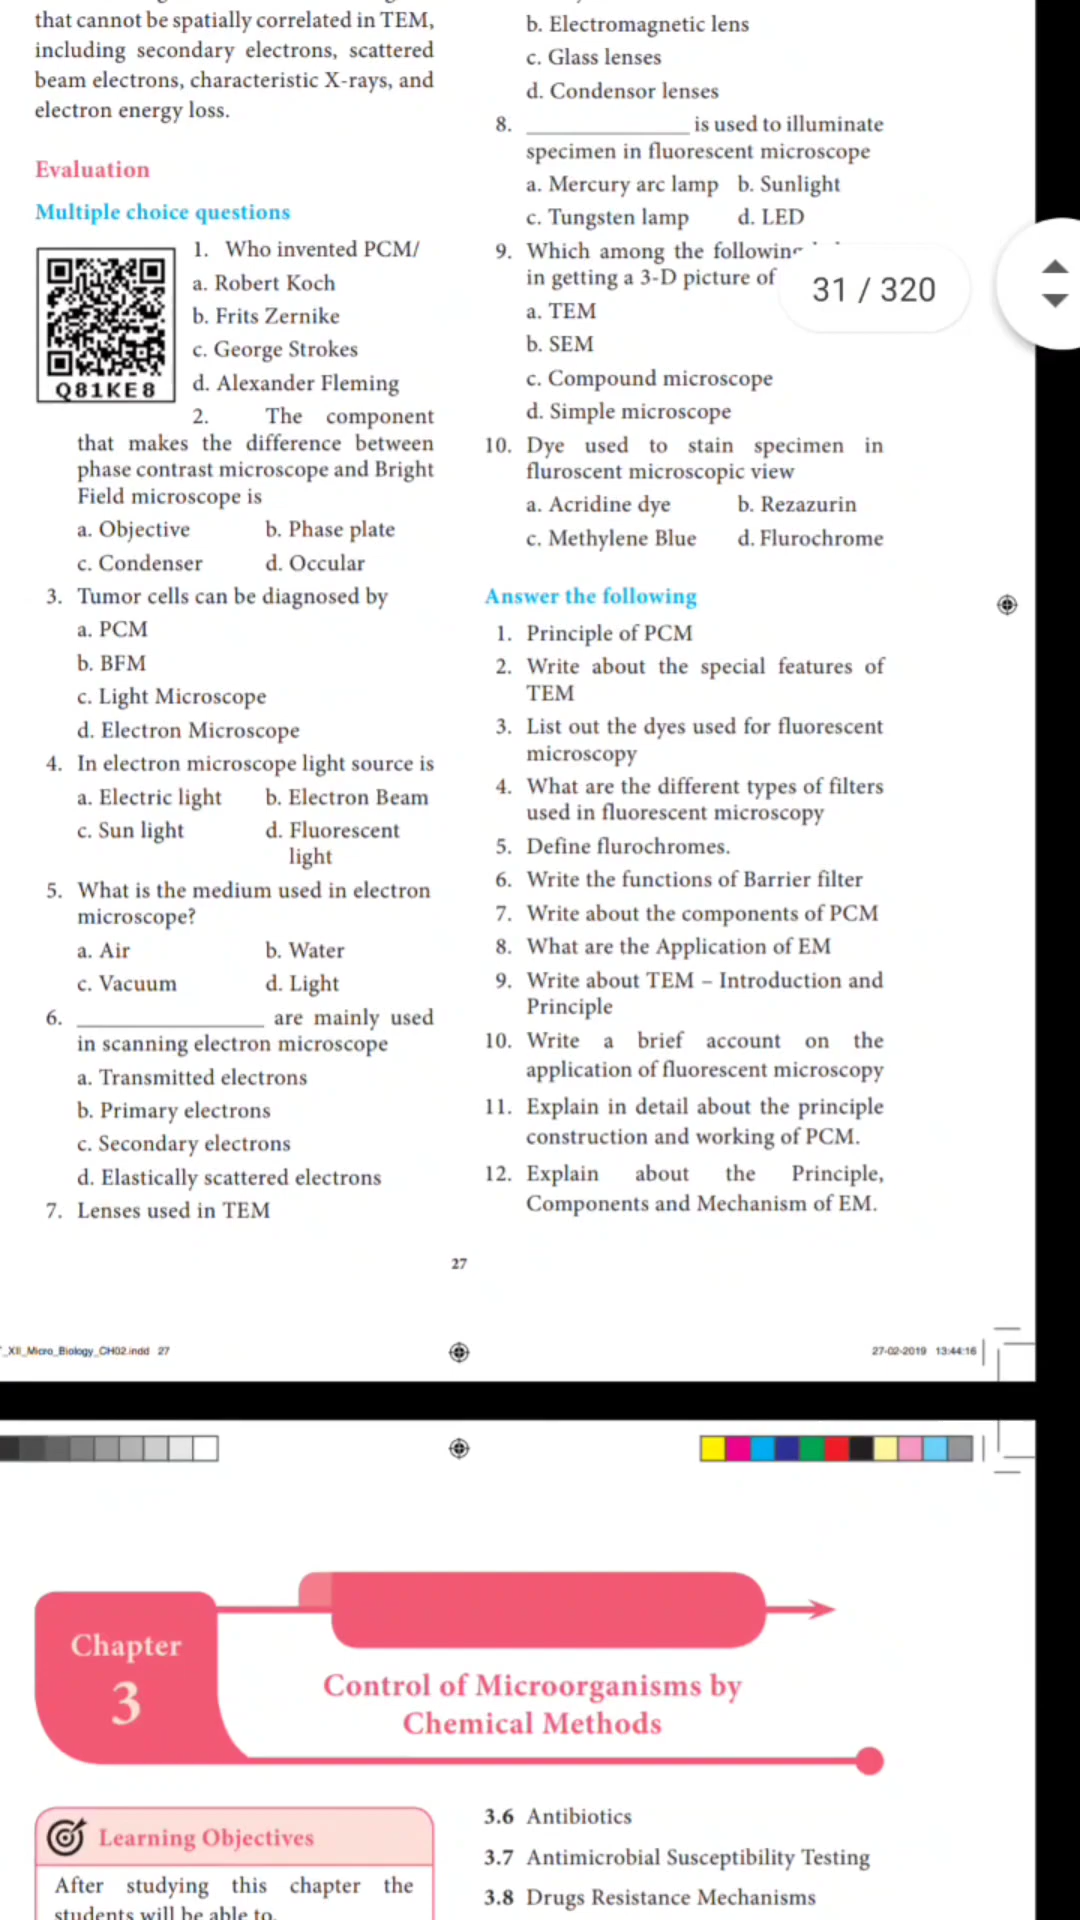 that cannot be spatially correlated in TEM,
including secondary electrons, scattered
beam electrons, characteristic X-rays, and
electron energy loss.
Evaluation
Multiple choice questions
Q81KE8
1. Who invented PCM/
a. Robert Koch
b. Frits Zernike
c. George Strokes
d. Alexander Fleming
2. The component
that makes the difference between
phase contrast microscope and Bright
Field microscope is
a. Objective b. Phase plate
c. Condenser d. Occular
3. Tumor cells can be diagnosed by
a. PCM
b. BFM
c. Light Microscope
d. Electron Microscope
4. In electron microscope light source is
a. Electric light b. Electron Beam
c. Sun light d. Fluorescent
light
5. What is the medium used in electron
microscope?
a. Air b. Water
c. Vacuum d. Light
6. ________________ are mainly used
in scanning electron microscope
a. Transmitted electrons
b. Primary electrons
c. Secondary electrons
d. Elastically scattered electrons
7. Lenses used in TEM
b. Electromagnetic lens
c. Glass lenses
d. Condensor lenses
8. ______________ is used to illuminate
specimen in fluorescent microscope
a. Mercury arc lamp b. Sunlight
c. Tungsten lamp d. LED
9. Which among the following
in getting a 3-D picture of
a. TEM
b. SEM
c. Compound microscope
d. Simple microscope
10. Dye used to stain specimen in
fluroscent microscopic view
a. Acridine dye b. Rezazurin
c. Methylene Blue d. Flurochrome
31 / 320
Answer the following
1. Principle of PCM
2. Write about the special features of
TEM
3. List out the dyes used for fluorescent
microscopy
4. What are the different types of filters
used in fluorescent microscopy
5. Define flurochromes.
6. Write the functions of Barrier filter
7. Write about the components of PCM
8. What are the Application of EM
9. Write about TEM – Introduction and
Principle
10. Write a brief account on the
application of fluorescent microscopy
11. Explain in detail about the principle
construction and working of PCM.
12. Explain about the Principle,
Components and Mechanism of EM.
27
_XII_Micro_Biology_CH02.indd 27
27-02-2019 13:44:16
Chapter
3
Control of Microorganisms by
Chemical Methods
Learning Objectives
After studying this chapter the
students will be able to,
3.6 Antibiotics
3.7 Antimicrobial Susceptibility Testing
3.8 Drugs Resistance Mechanisms